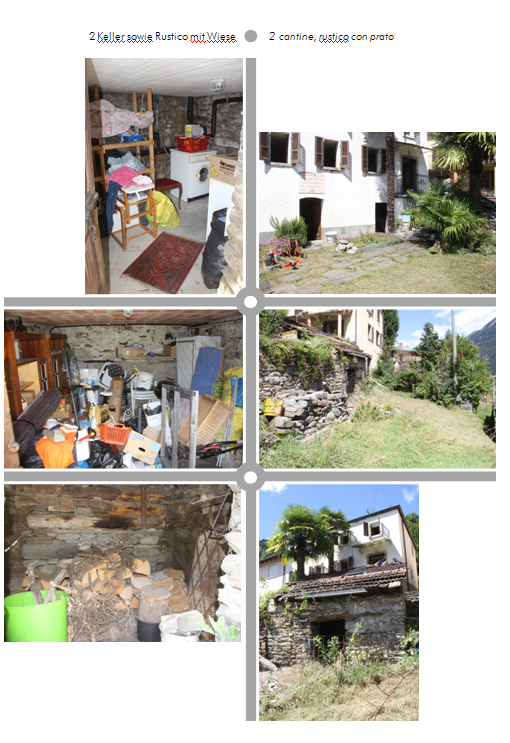 2 Keller sowie Rustico mit Wiese
2 cantine, rustico con prato